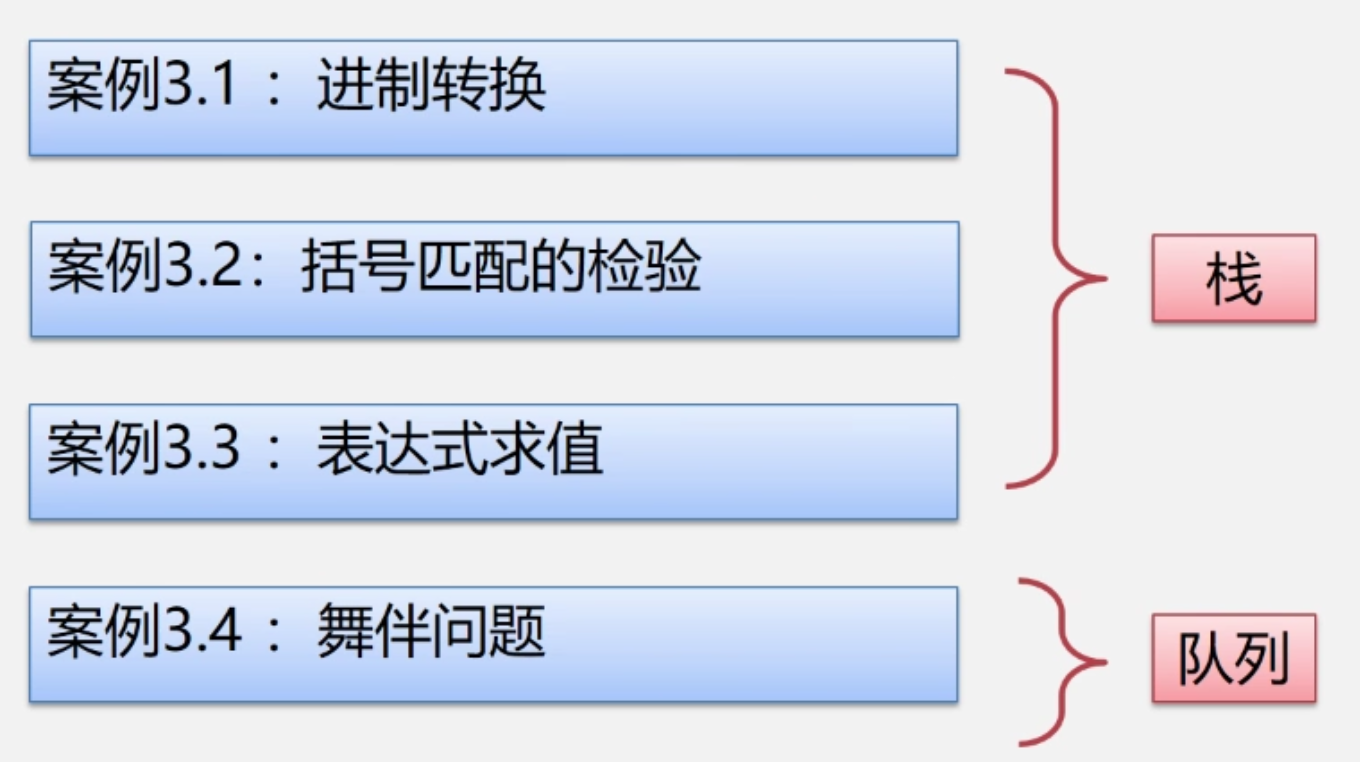 案例3.1 ：进制转换
案例3.2：括号匹配的检验
案例3.3 ：表达式求值
栈
案例3.4 ：舞伴问题
队列